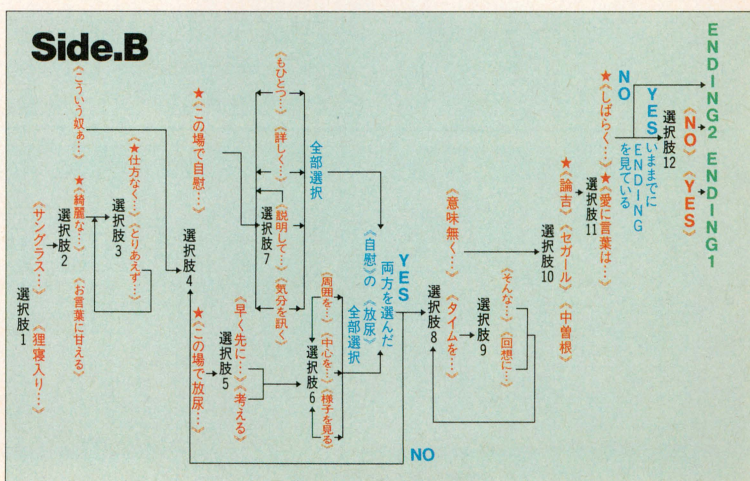 Side.B
選択肢1
《サングラス…》
《狸寝入り…》
選択肢2
《こういう奴ぁ…》
★《綺麗な…》
《お言葉に甘える》
選択肢3
《★仕方なく…》
《とりあえず…》
選択肢4
★《この場で自慰…》
★《この場で放尿…》
選択肢5
《早く先に…》
《考える》
選択肢6
《周囲を…》
《中心を…》
《様子を見る》
全部選択
選択肢7
《もひとつ…》
《詳しく…》
《説明して…》
《気分を訊く》
全部選択
《自慰》の《放尿》
両方を選んだ
YES
NO
選択肢8
《意味無く…》
《タイムを…》
選択肢9
《そんな…》
《回想に…》
選択肢10
★《論吉》
《セガール》
《中曽根》
選択肢11
★《しばらく…》
★《愛に言葉は…》
いままでに
ENDING
を見ている
NO
YES
選択肢12
《NO》
《YES》
ENDING2
ENDING1